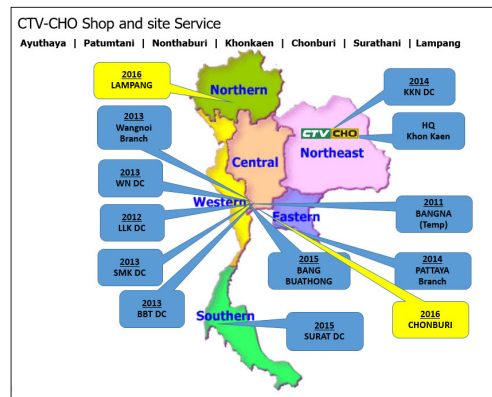 CTV-CHO Shop and site Service
Ayuthaya | Patumtani | Nonthaburi | Khonkaen | Chonburi | Surathani | Lampang
2016
LAMPANG
Northern
2014
KKN DC
2013
Wangnoi
Branch
HQ
Khon Kaen
CTV CHO
Northeast
Central
2013
WN DC
Western
Eastern
2011
BANGNA
(Temp)
2012
LLK DC
2013
SMK DC
2015
BANG
BUATHONG
2014
PATTAYA
Branch
2013
BBT DC
2016
CHONBURI
Southern
2015
SURAT DC